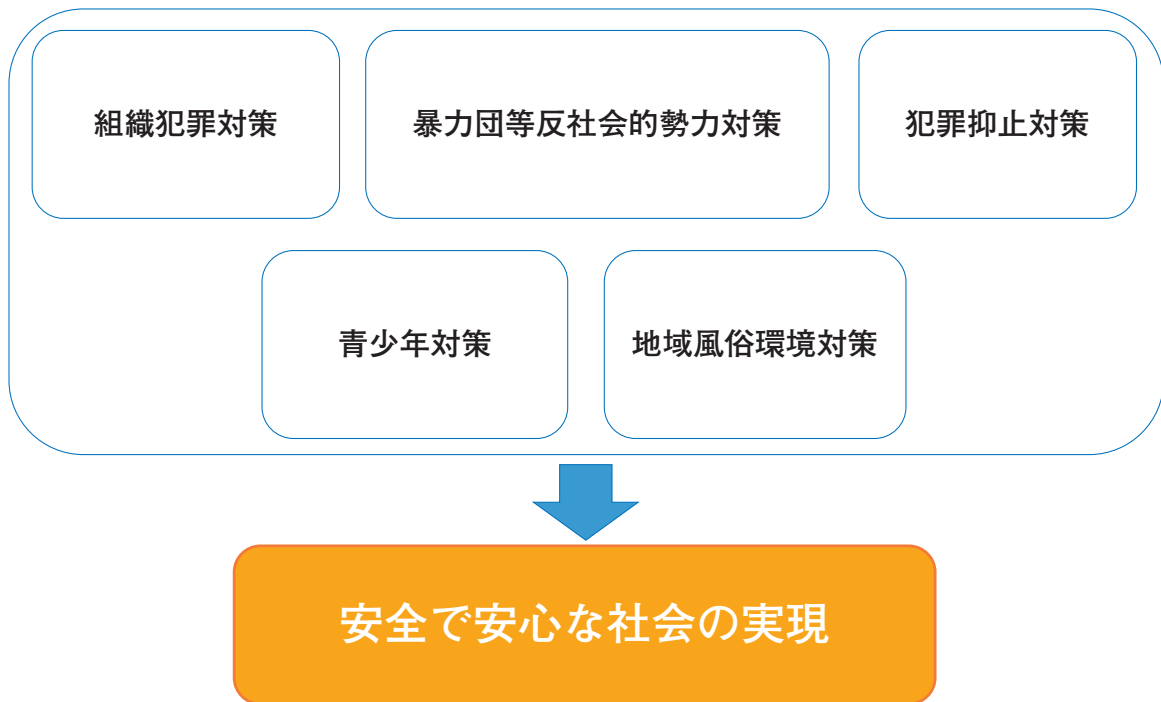 組織犯罪対策
暴力団等反社会的勢力対策
犯罪抑止対策
青少年対策
地域風俗環境対策
安全で安心な社会の実現